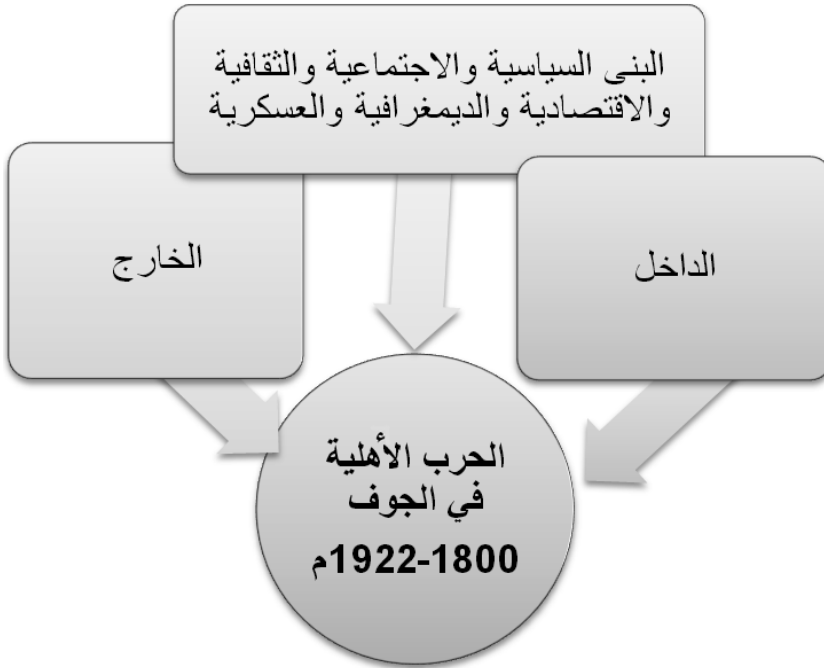 البنى السياسية والاجتماعية والثقافية
والاقتصادية والديمغرافية والعسكرية
الداخل
الخارج
الحرب الأهلية
في الجوف
1800-1922م